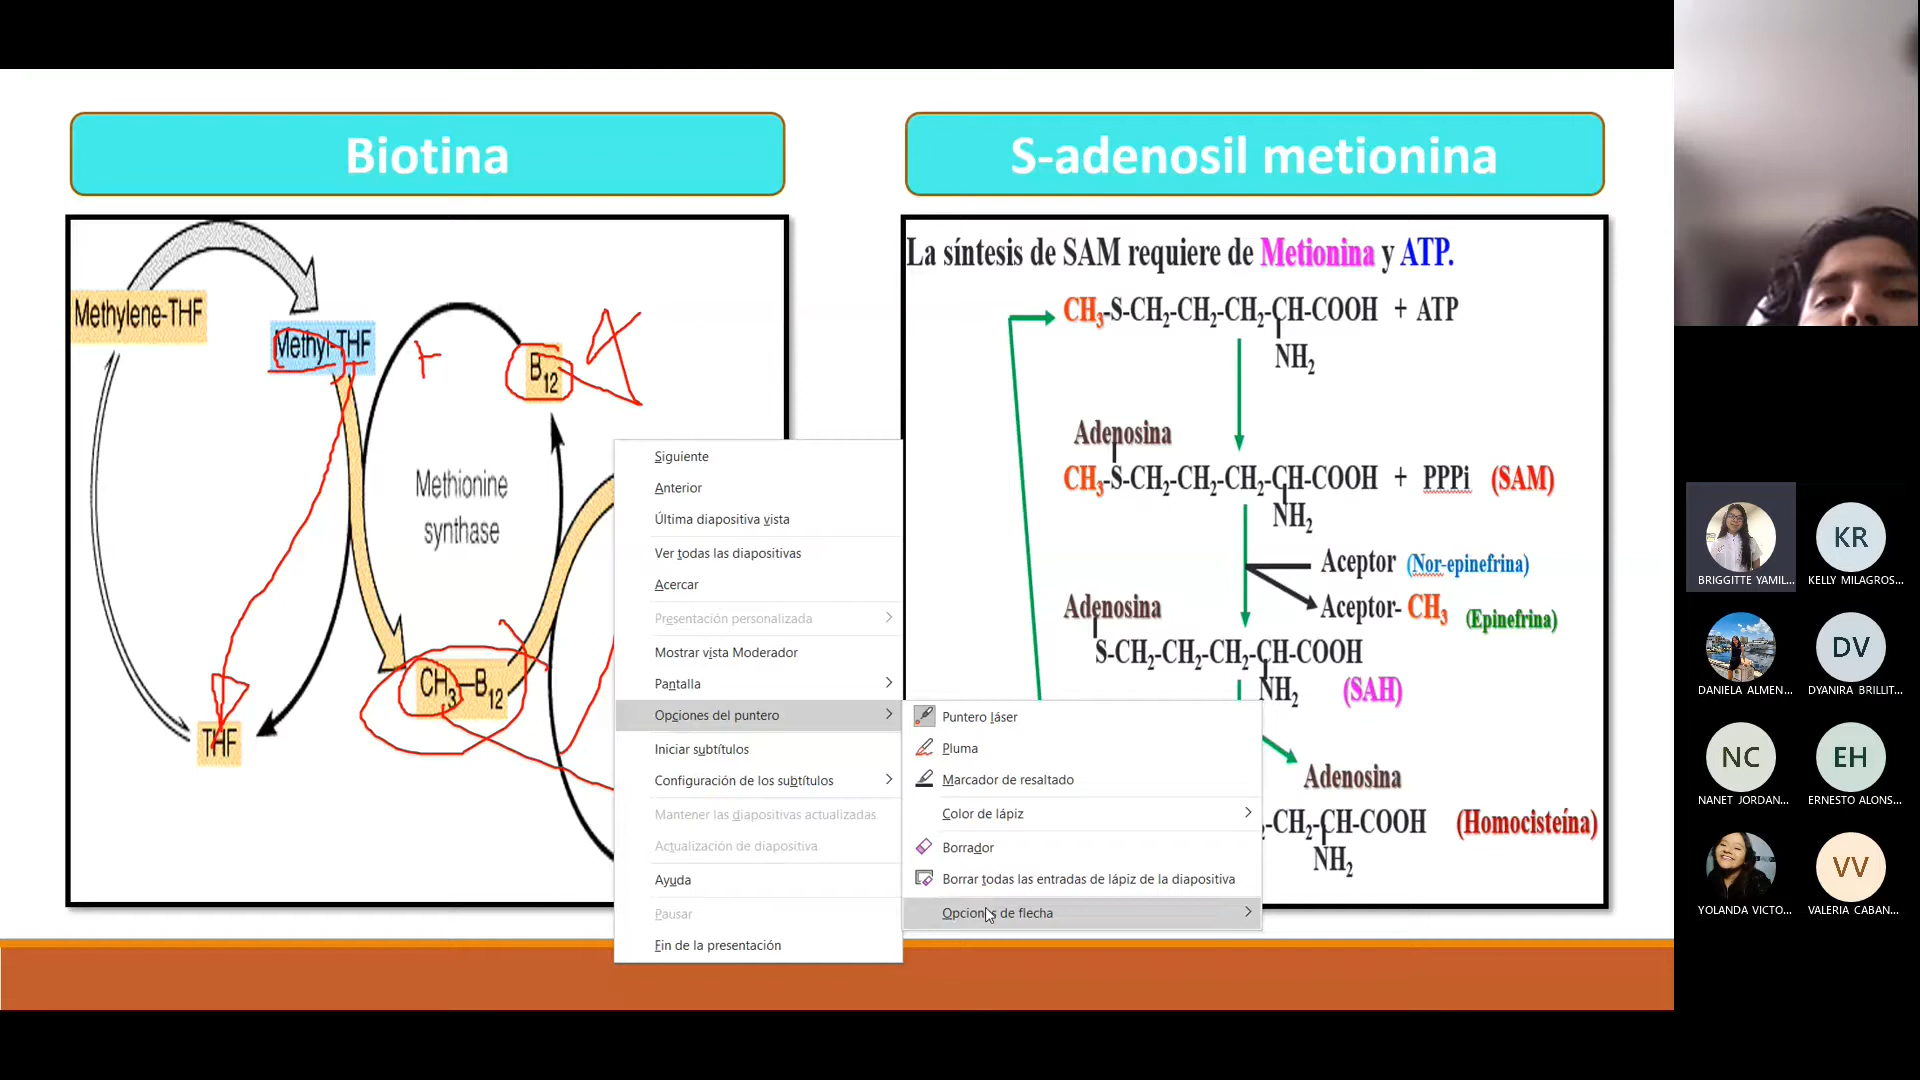 Biotina
Methylene-THF
Methyl-THF
B12
Methionine
synthase
CH3–B12
THF
S-adenosil metionina
La síntesis de SAM requiere de Metionina y ATP.
CH3-S-CH2-CH2-CH2-CH-COOH + ATP
NH2
Adenosina
CH3-S-CH2-CH2-CH2-CH-COOH + PPPi (SAM)
NH2
Aceptor (Nor-epinefrina)
Aceptor- CH3 (Epinefrina)
Adenosina
S-CH2-CH2-CH2-CH-COOH
NH2 (SAH)
Adenosina
-CH2-CH-COOH (Homocisteína)
NH2
Siguiente
Anterior
Última diapositiva vista
Ver todas las diapositivas
Acercar
Presentación personalizada
Mostrar vista Moderador
Pantalla
Opciones del puntero
Iniciar subtítulos
Configuración de los subtítulos
Mantener las diapositivas actualizadas
Actualización de diapositiva
Ayuda
Pausar
Fin de la presentación
Puntero láser
Pluma
Marcador de resaltado
Color de lápiz
Borrador
Borrar todas las entradas de lápiz de la diapositiva
Opciones de flecha
BRIGGITTE YAMIL...
KR
KELLY MILAGROS...
DANIELA ALMEN...
DV
DYANIRA BRILLIT...
NC
NANET JORDAN...
EH
ERNESTO ALONS...
YOLANDA VICTO...
VV
VALERIA CABAN...